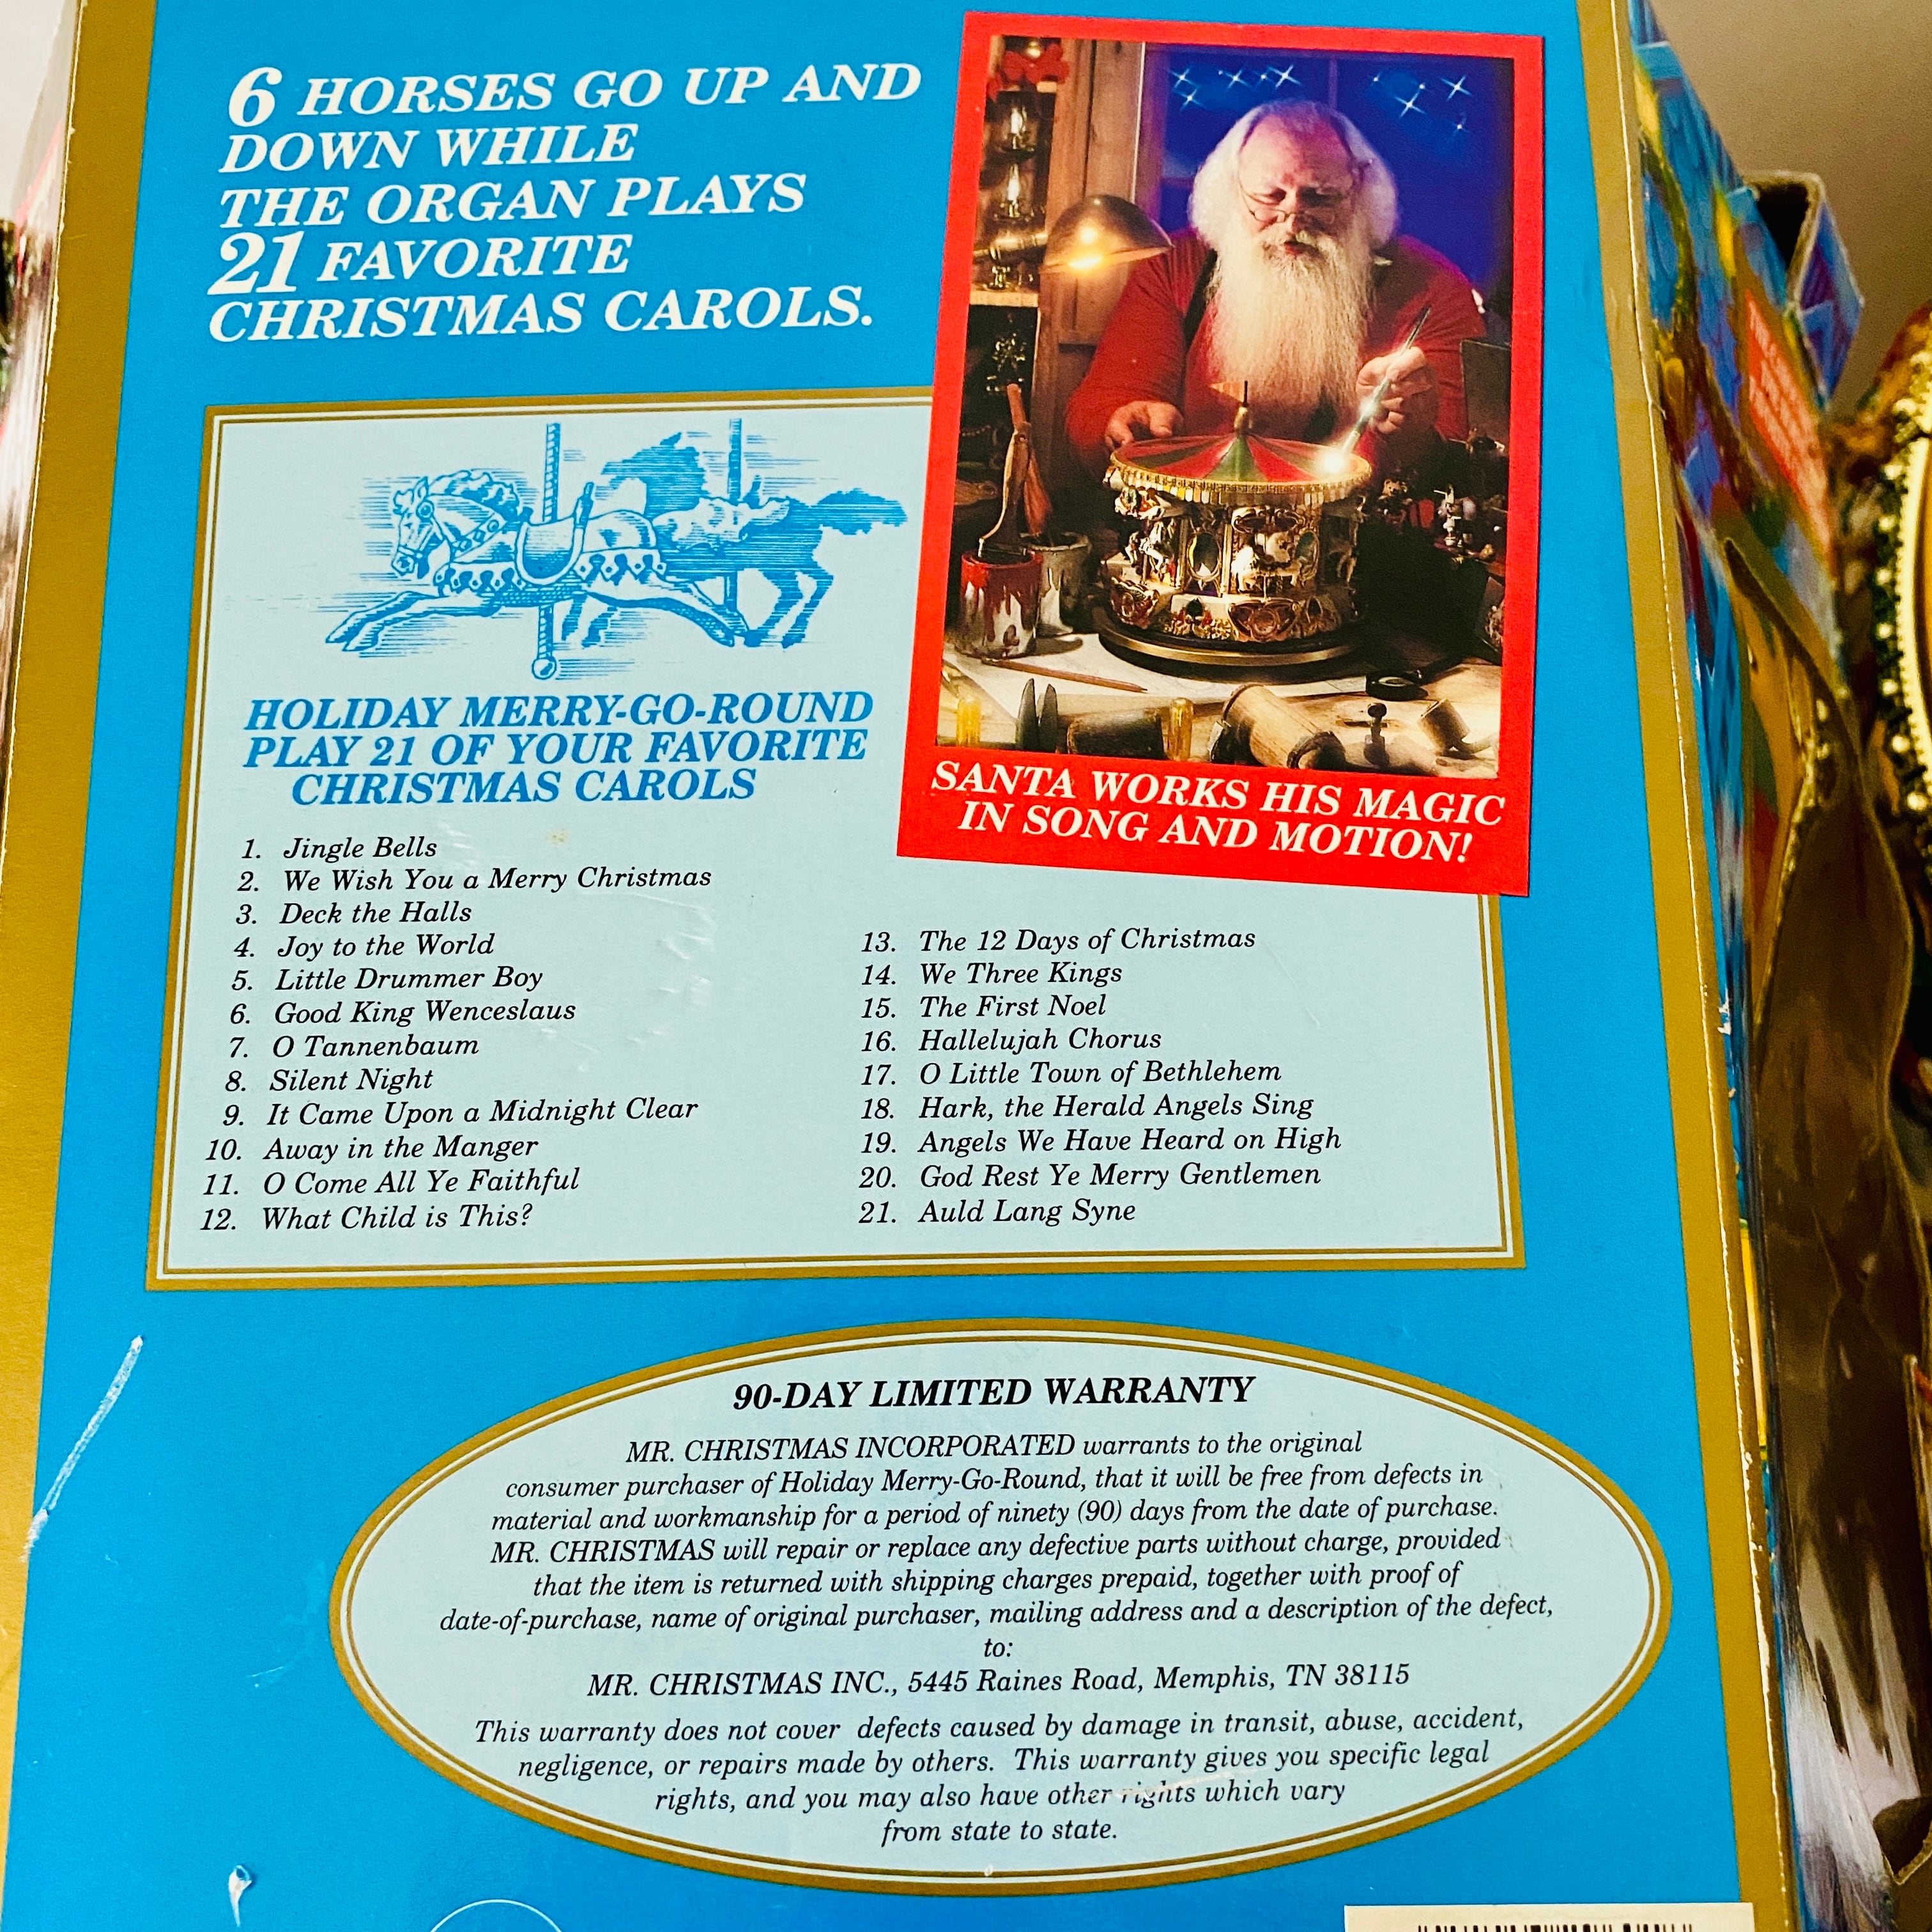 6 HORSES GO UP AND
DOWN WHILE
THE ORGAN PLAYS
21 FAVORITE
CHRISTMAS CAROLS.
SANTA WORKS HIS MAGIC
IN SONG AND MOTION!
HOLIDAY MERRY-GO-ROUND
PLAY 21 OF YOUR FAVORITE
CHRISTMAS CAROLS
1. Jingle Bells
2. We Wish You a Merry Christmas
3. Deck the Halls
4. Joy to the World
5. Little Drummer Boy
6. Good King Wenceslaus
7. O Tannenbaum
8. Silent Night
9. It Came Upon a Midnight Clear
10. Away in the Manger
11. O Come All Ye Faithful
12. What Child is This?
13. The 12 Days of Christmas
14. We Three Kings
15. The First Noel
16. Hallelujah Chorus
17. O Little Town of Bethlehem
18. Hark, the Herald Angels Sing
19. Angels We Have Heard on High
20. God Rest Ye Merry Gentlemen
21. Auld Lang Syne
90-DAY LIMITED WARRANTY
MR. CHRISTMAS INCORPORATED warrants to the original
consumer purchaser of Holiday Merry-Go-Round, that it will be free from defects in
material and workmanship for a period of ninety (90) days from the date of purchase.
MR. CHRISTMAS will repair or replace any defective parts without charge, provided
that the item is returned with shipping charges prepaid, together with proof of
date-of-purchase, name of original purchaser, mailing address and a description of the defect,
to:
MR. CHRISTMAS INC., 5445 Raines Road, Memphis, TN 38115
This warranty does not cover defects caused by damage in transit, abuse, accident,
negligence, or repairs made by others. This warranty gives you specific legal
rights, and you may also have other rights which vary
from state to state.